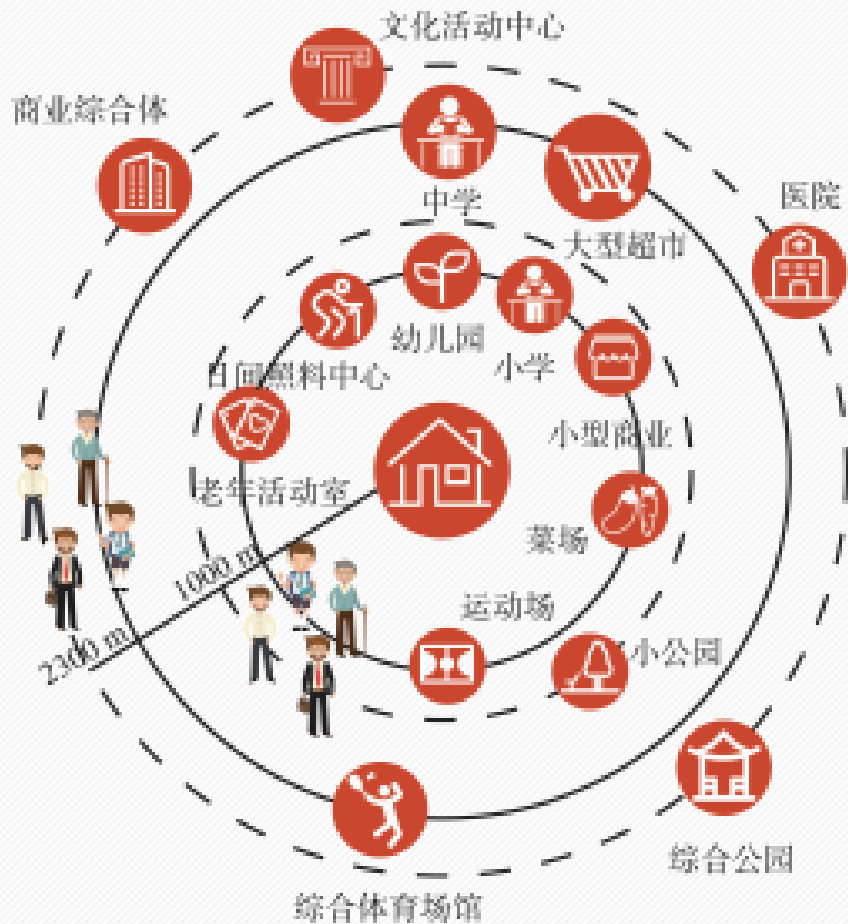 文化活动中心
商业综合体
中学
医院
大型超市
幼儿园
小学
日间照料中心
小型商业
老年活动室
菜场
1000 m
运动场
小公园
2300 m
综合公园
综合体育场馆